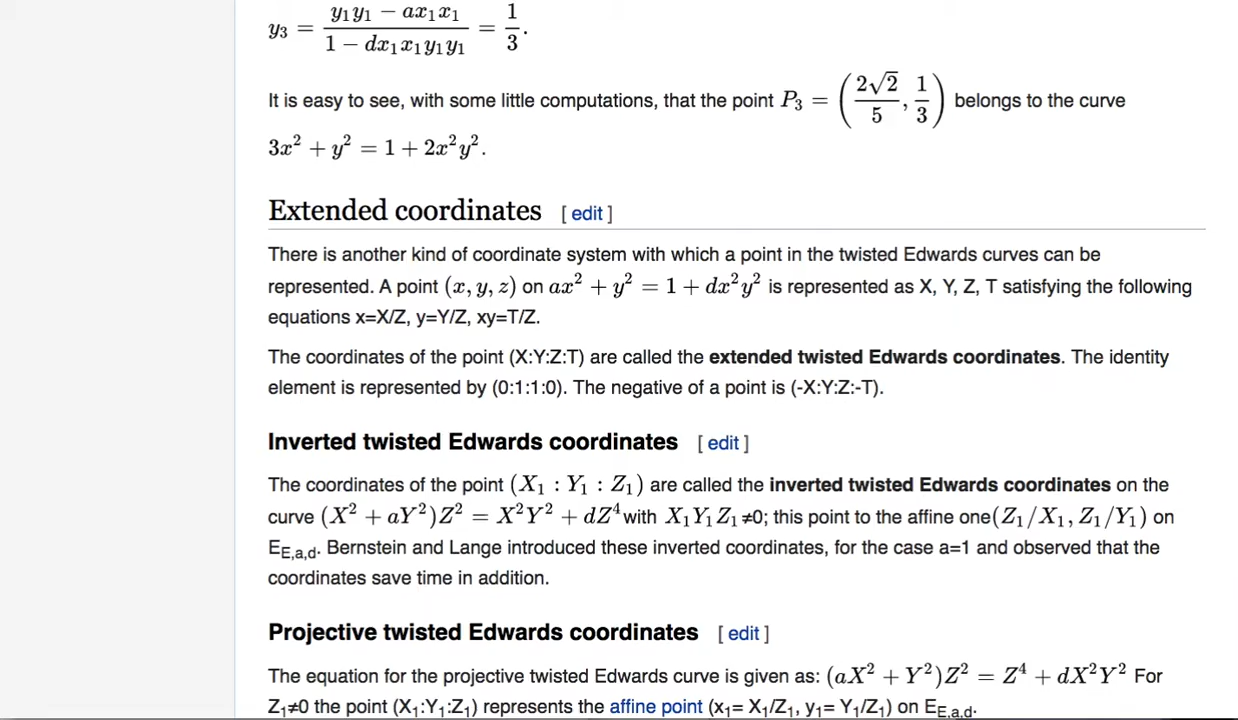 y₃ = (y₁y₁ − ax₁x₁)/(1 − dx₁x₁y₁y₁) = 1/3.
It is easy to see, with some little computations, that the point P₃ = (2√2/5, 1/3) belongs to the curve
3x² + y² = 1 + 2x²y².
Extended coordinates [ edit ]
There is another kind of coordinate system with which a point in the twisted Edwards curves can be
represented. A point (x, y, z) on ax² + y² = 1 + dx²y² is represented as X, Y, Z, T satisfying the following
equations x=X/Z, y=Y/Z, xy=T/Z.
The coordinates of the point (X:Y:Z:T) are called the extended twisted Edwards coordinates. The identity
element is represented by (0:1:1:0). The negative of a point is (-X:Y:Z:-T).
Inverted twisted Edwards coordinates [ edit ]
The coordinates of the point (X₁ : Y₁ : Z₁) are called the inverted twisted Edwards coordinates on the
curve (X² + aY²)Z² = X²Y² + dZ⁴ with X₁Y₁Z₁≠0; this point to the affine one(Z₁/X₁, Z₁/Y₁) on
E_E,a,d. Bernstein and Lange introduced these inverted coordinates, for the case a=1 and observed that the
coordinates save time in addition.
Projective twisted Edwards coordinates [ edit ]
The equation for the projective twisted Edwards curve is given as: (aX² + Y²)Z² = Z⁴ + dX²Y² For
Z₁≠0 the point (X₁:Y₁:Z₁) represents the affine point (x₁= X₁/Z₁, y₁= Y₁/Z₁) on E_E,a,d.